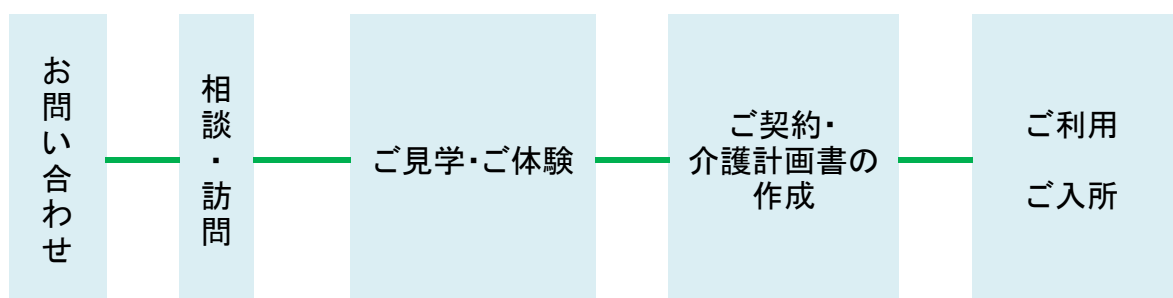 お問い合わせ
相談・訪問
ご見学・ご体験
ご契約・
介護計画書の
作成
ご利用
ご入所